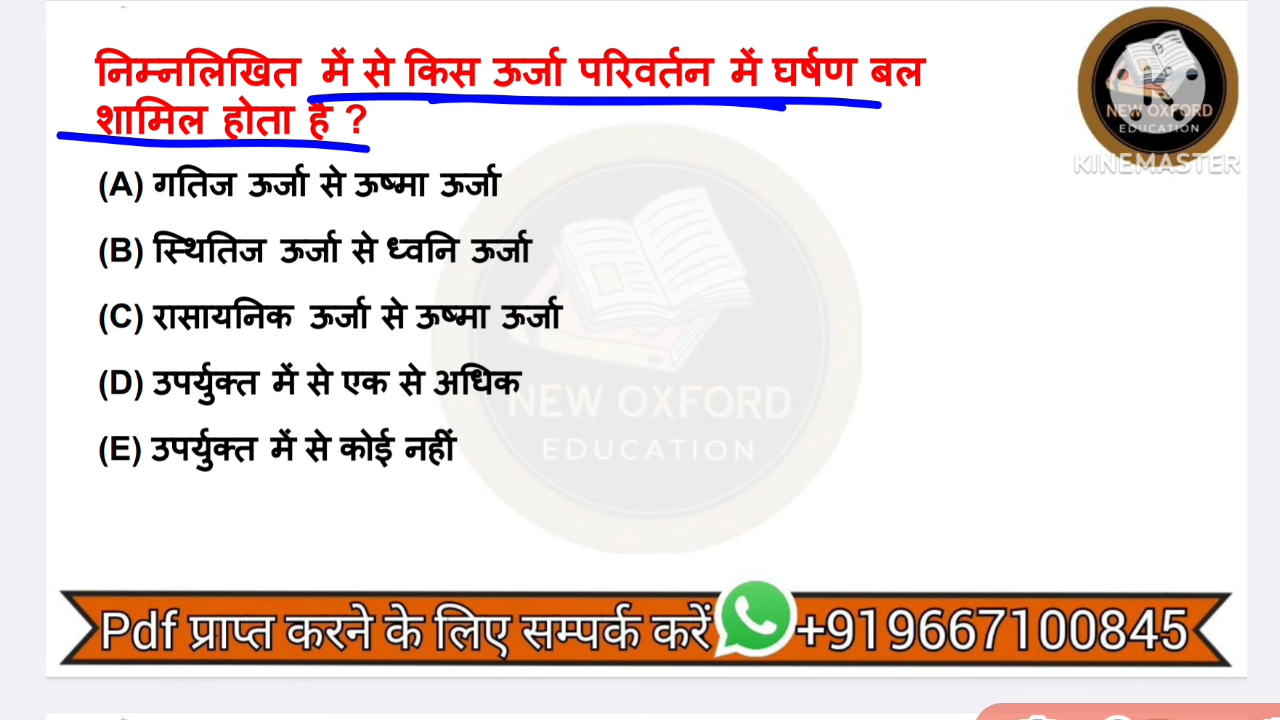 निम्नलिखित में से किस ऊर्जा परिवर्तन में घर्षण बल
शामिल होता है ?
(A) गतिज ऊर्जा से ऊष्मा ऊर्जा
(B) स्थितिज ऊर्जा से ध्वनि ऊर्जा
(C) रासायनिक ऊर्जा से ऊष्मा ऊर्जा
(D) उपर्युक्त में से एक से अधिक
(E) उपर्युक्त में से कोई नहीं
NEW OXFORD
EDUCATION
KINEMASTER
NEW OXFORD
EDUCATION
Pdf प्राप्त करने के लिए सम्पर्क करें +919667100845